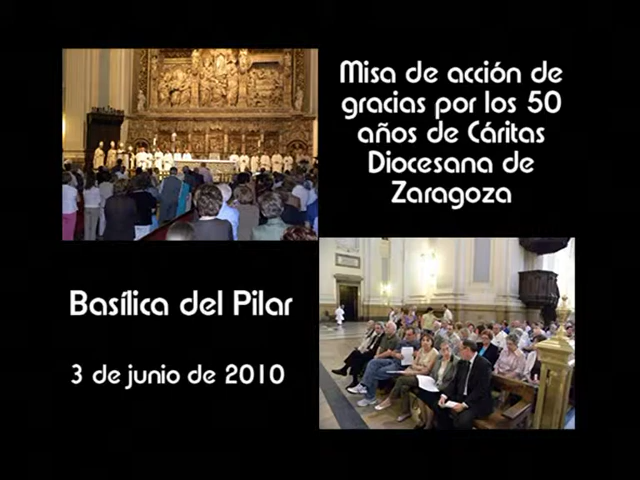 Misa de acción de
gracias por los 50
años de Cáritas
Diocesana de
Zaragoza
Basílica del Pilar
3 de junio de 2010